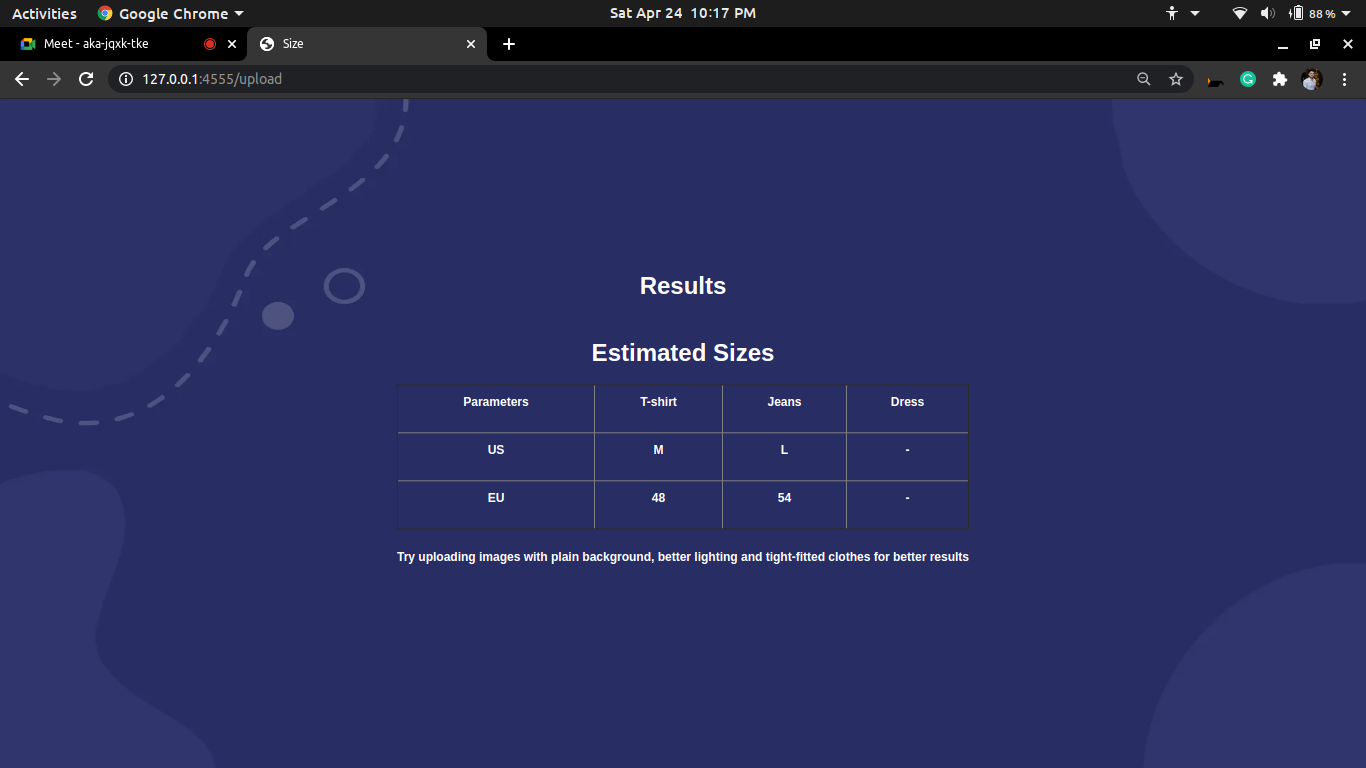 Activities Google Chrome Sat Apr 24 10:17 PM 88 %
Meet - aka-jqxk-tke Size
127.0.0.1:4555/upload
Results
Estimated Sizes
Parameters T-shirt Jeans Dress
US M L -
EU 48 54 -
Try uploading images with plain background, better lighting and tight-fitted clothes for better results